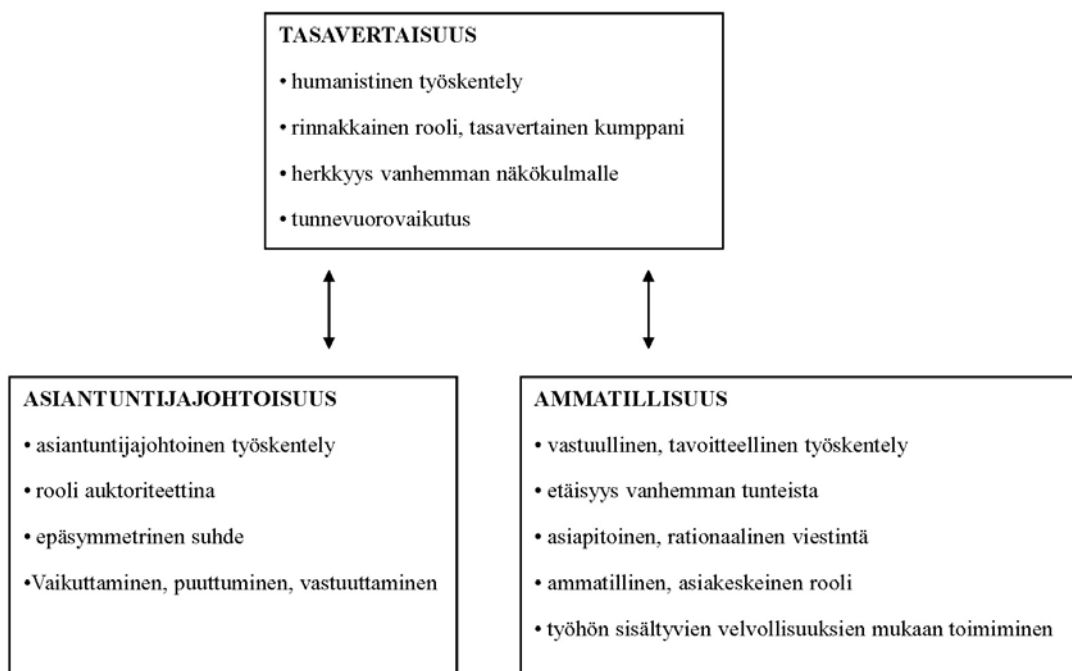 TASAVERTAISUUS
• humanistinen työskentely
• rinnakkainen rooli, tasavertainen kumppani
• herkkyys vanhemman näkökulmalle
• tunnevuorovaikutus
ASIANTUNTIJAJOHTOISUUS
• asiantuntijajohtoinen työskentely
• rooli auktoriteettina
• epäsymmetrinen suhde
•Vaikuttaminen, puuttuminen, vastuuttaminen
AMMATILLISUUS
• vastuullinen, tavoitteellinen työskentely
• etäisyys vanhemman tunteista
• asiapitoinen, rationaalinen viestintä
• ammatillinen, asiakeskeinen rooli
• työhön sisältyvien velvollisuuksien mukaan toimiminen